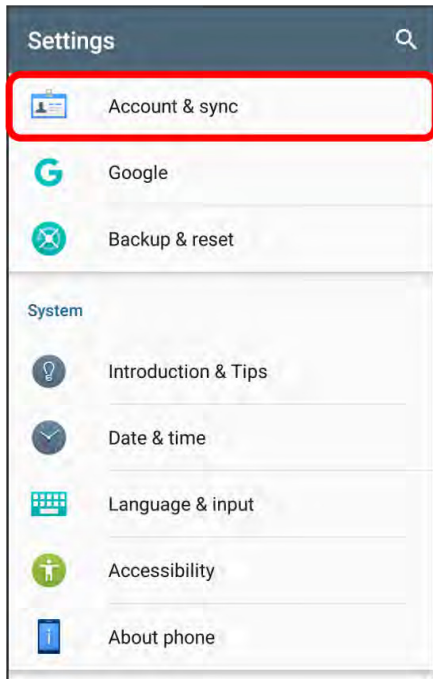 Settings
Account & sync
Google
Backup & reset
System
Introduction & Tips
Date & time
Language & input
Accessibility
About phone